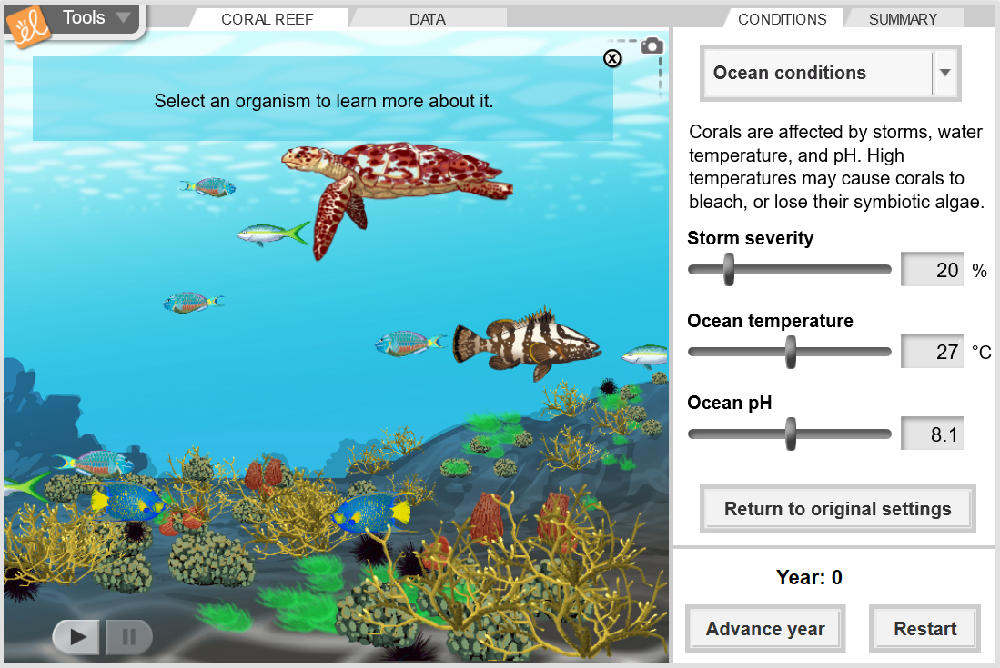 el
Tools
CORAL REEF
DATA
CONDITIONS
SUMMARY
Select an organism to learn more about it.
Ocean conditions
Corals are affected by storms, water
temperature, and pH. High
temperatures may cause corals to
bleach, or lose their symbiotic algae.
Storm severity
20 %
Ocean temperature
27 °C
Ocean pH
8.1
Return to original settings
Year: 0
Advance year
Restart